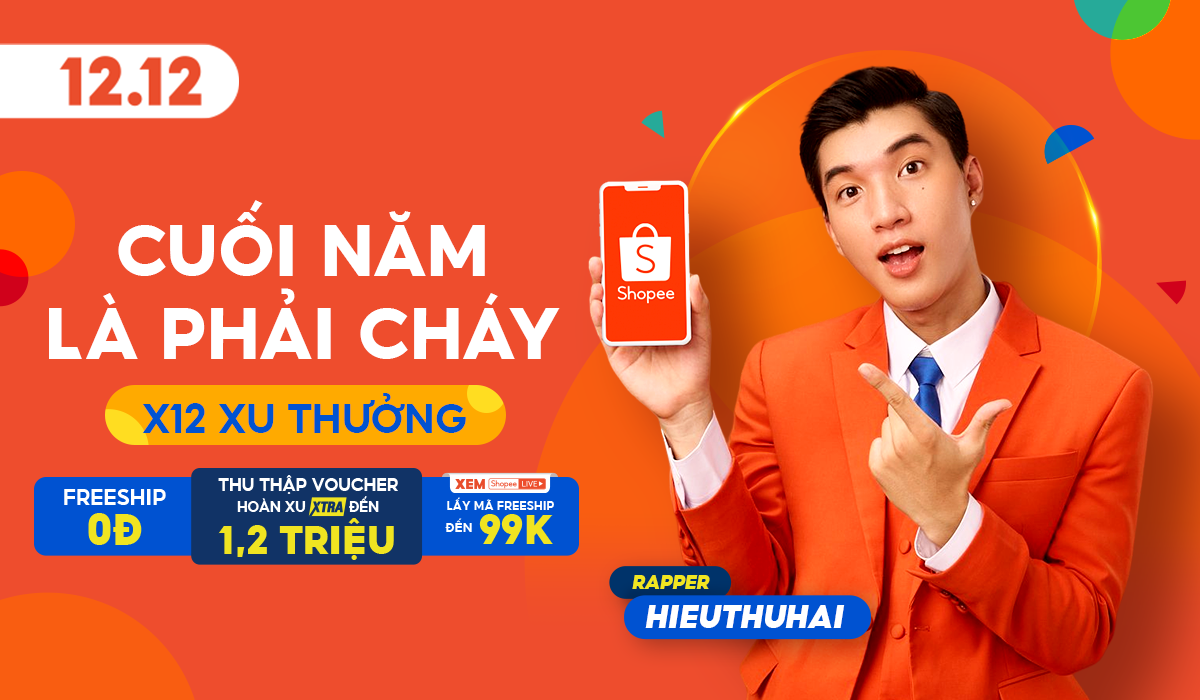 12.12
CUỐI NĂM
LÀ PHẢI CHÁY
X12 XU THƯỞNG
FREESHIP
0Đ
THU THẬP VOUCHER
HOÀN XU XTRA ĐẾN
1,2 TRIỆU
XEM Shopee LIVE
LẤY MÃ FREESHIP
ĐẾN 99K
S
Shopee
RAPPER
HIEUTHUHAI